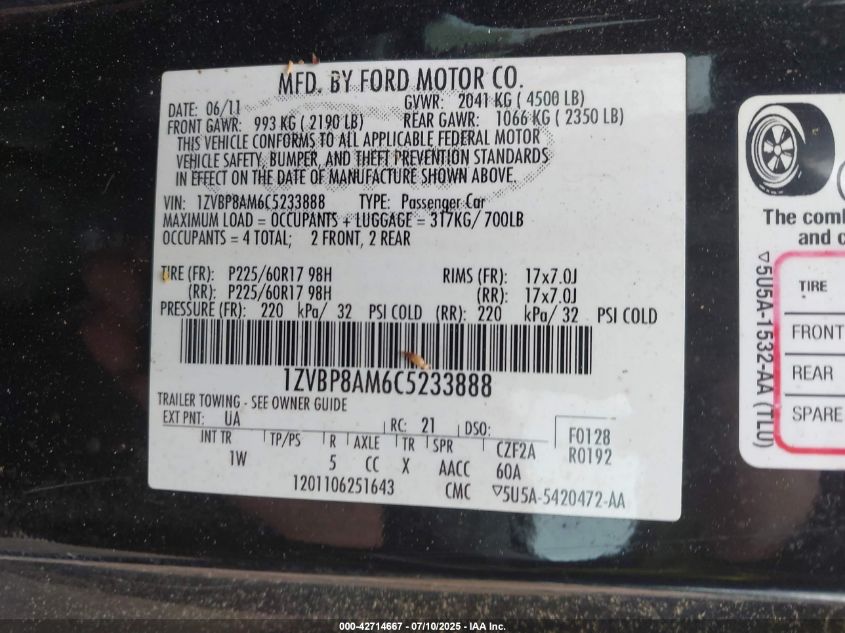 MFD. BY FORD MOTOR CO.
DATE: 06/11 GVWR: 2041 KG ( 4500 LB)
FRONT GAWR: 993 KG ( 2190 LB) REAR GAWR: 1066 KG ( 2350 LB)
THIS VEHICLE CONFORMS TO ALL APPLICABLE FEDERAL MOTOR
VEHICLE SAFETY, BUMPER, AND THEFT PREVENTION STANDARDS
IN EFFECT ON THE DATE OF MANUFACTURE SHOWN ABOVE.
VIN: 1ZVBP8AM6C5233888 TYPE: Passenger Car
MAXIMUM LOAD = OCCUPANTS + LUGGAGE = 317KG/ 700LB
OCCUPANTS = 4 TOTAL; 2 FRONT, 2 REAR
TIRE (FR): P225/60R17 98H RIMS (FR): 17x7.0J
(RR): P225/60R17 98H (RR): 17x7.0J
PRESSURE (FR): 220 kPa/ 32 PSI COLD (RR): 220 kPa/ 32 PSI COLD
1ZVBP8AM6C5233888
TRAILER TOWING - SEE OWNER GUIDE
EXT PNT: UA RC: 21 DSO:
INT TR TP/PS R AXLE TR SPR CZF2A F0128
1W 5 CC X AACC 60A R0192
1201106251643 CMC ▽5U5A-5420472-AA
The comb
and c
▽5U5A-1532-AA (TLU)
TIRE
FRONT
REAR
SPARE
000-42714667 - 07/10/2025 - IAA Inc.